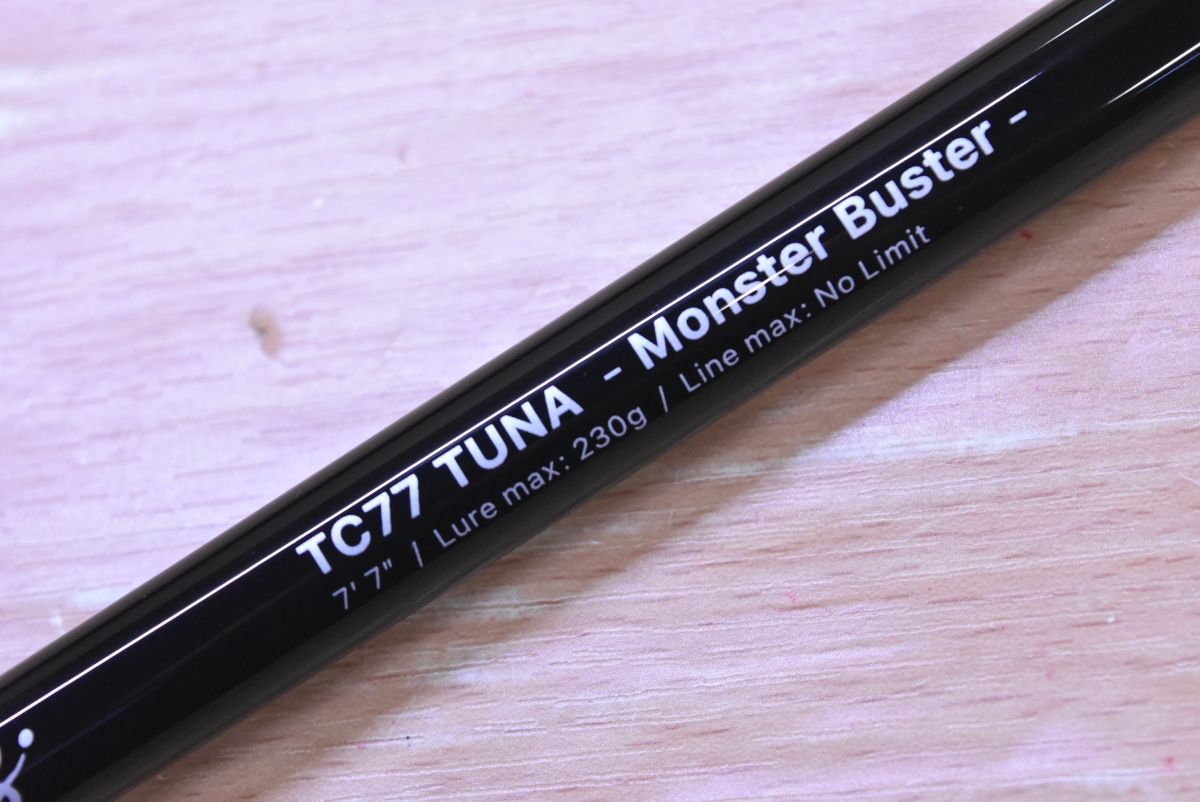 TC77 TUNA - Monster Buster -
7' 7" / Lure max: 230g / Line max: No Limit